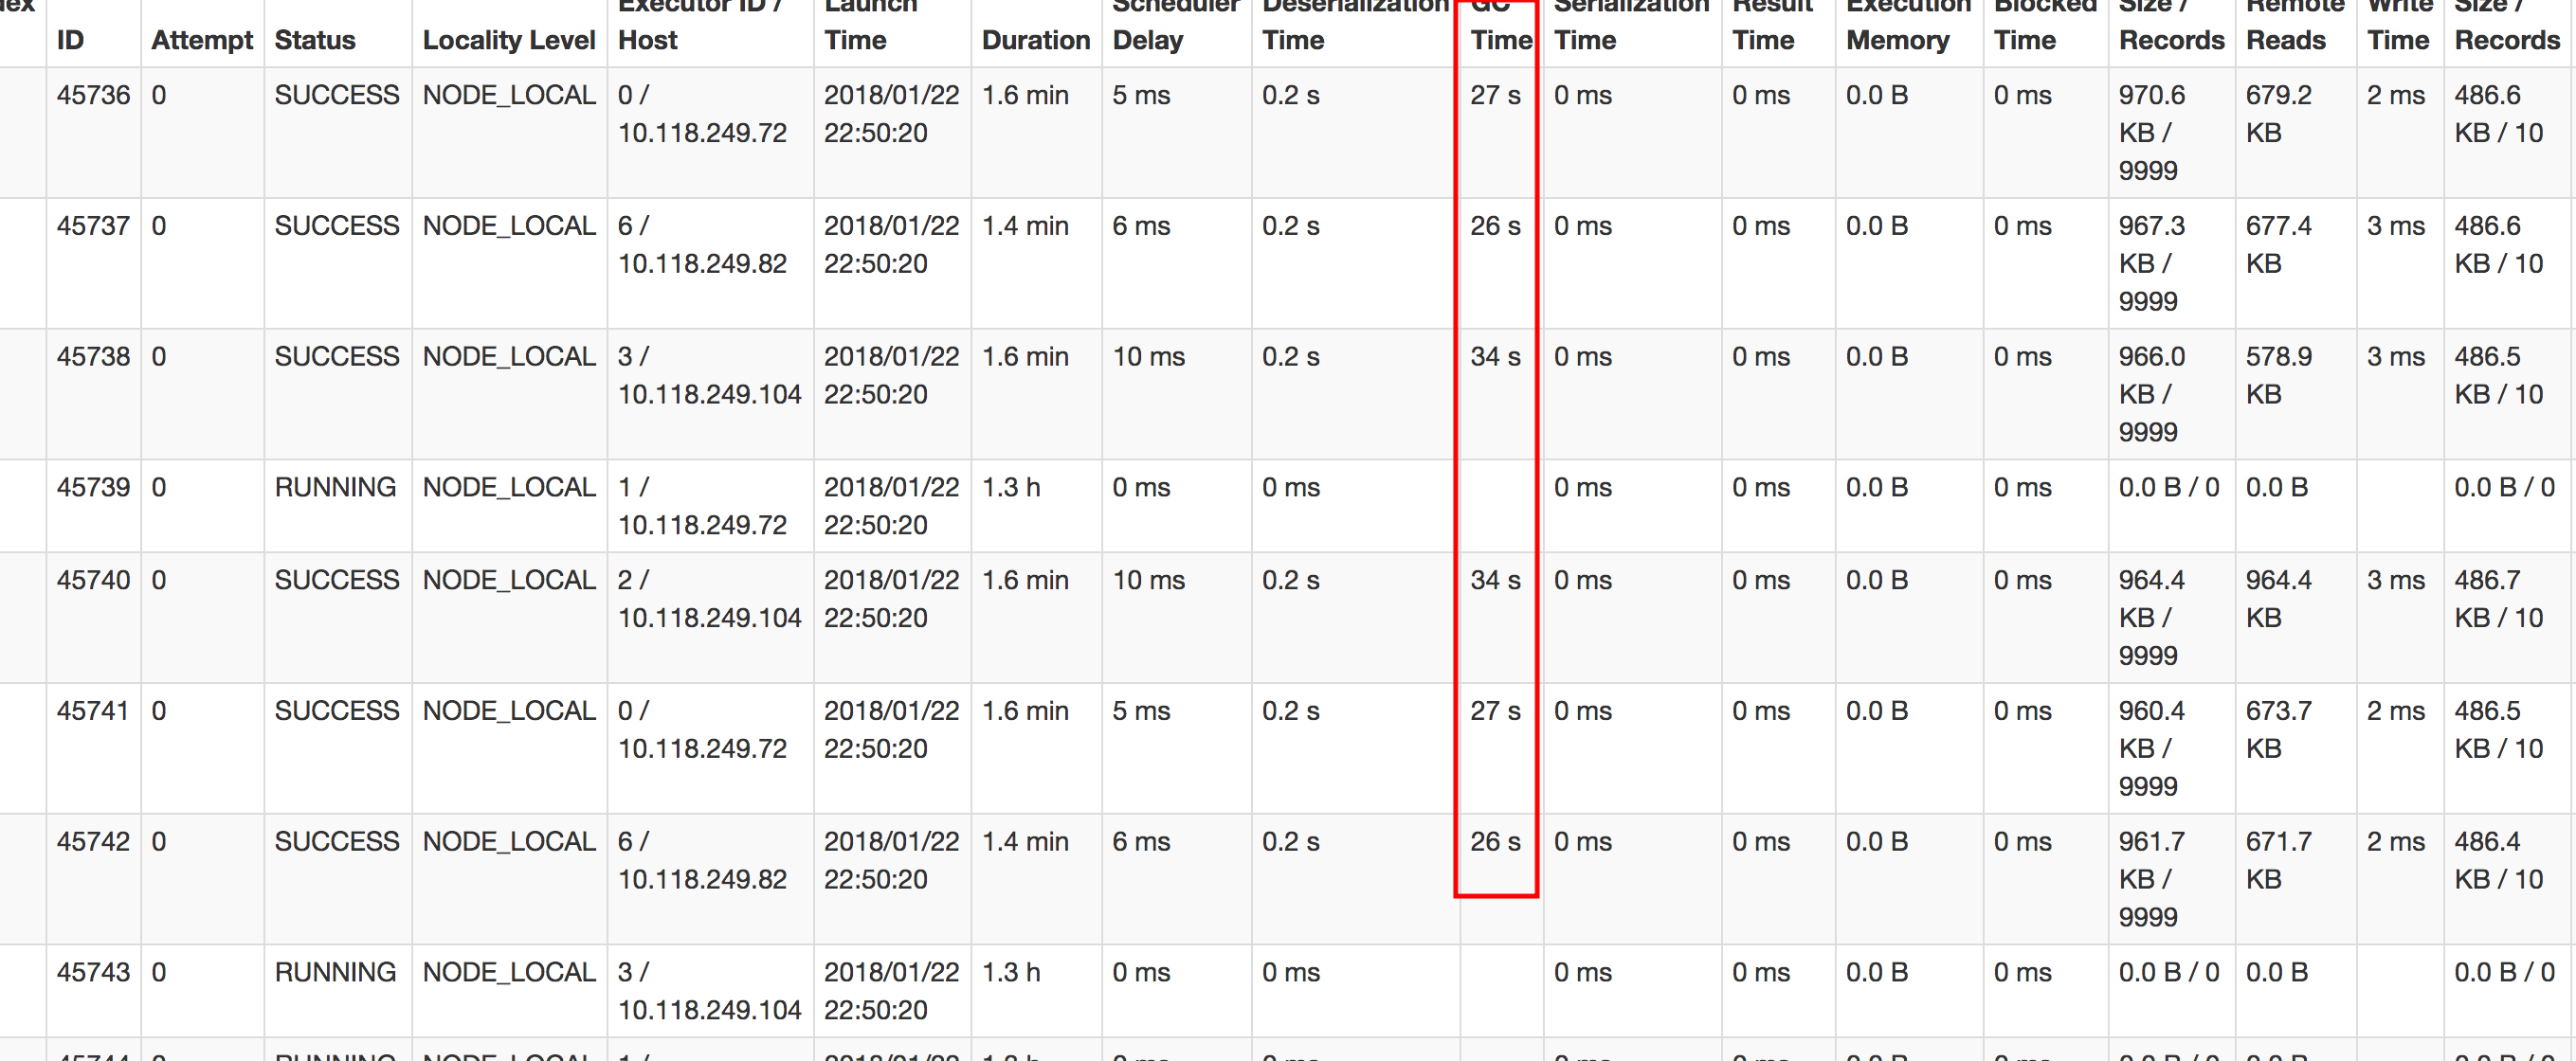 dex Executor ID / Launch Scheduler Deserialization GC Serialization Result Execution Blocked Size / Remote Write Size /
ID Attempt Status Locality Level Host Time Duration Delay Time Time Time Time Memory Time Records Reads Time Records
45736 0 SUCCESS NODE_LOCAL 0 / 2018/01/22 1.6 min 5 ms 0.2 s 27 s 0 ms 0 ms 0.0 B 0 ms 970.6 679.2 2 ms 486.6
10.118.249.72 22:50:20 KB / KB KB / 10
9999
45737 0 SUCCESS NODE_LOCAL 6 / 2018/01/22 1.4 min 6 ms 0.2 s 26 s 0 ms 0 ms 0.0 B 0 ms 967.3 677.4 3 ms 486.6
10.118.249.82 22:50:20 KB / KB KB / 10
9999
45738 0 SUCCESS NODE_LOCAL 3 / 2018/01/22 1.6 min 10 ms 0.2 s 34 s 0 ms 0 ms 0.0 B 0 ms 966.0 578.9 3 ms 486.5
10.118.249.104 22:50:20 KB / KB KB / 10
9999
45739 0 RUNNING NODE_LOCAL 1 / 2018/01/22 1.3 h 0 ms 0 ms 0 ms 0 ms 0.0 B 0 ms 0.0 B / 0 0.0 B 0.0 B / 0
10.118.249.72 22:50:20
45740 0 SUCCESS NODE_LOCAL 2 / 2018/01/22 1.6 min 10 ms 0.2 s 34 s 0 ms 0 ms 0.0 B 0 ms 964.4 964.4 3 ms 486.7
10.118.249.104 22:50:20 KB / KB KB / 10
9999
45741 0 SUCCESS NODE_LOCAL 0 / 2018/01/22 1.6 min 5 ms 0.2 s 27 s 0 ms 0 ms 0.0 B 0 ms 960.4 673.7 2 ms 486.5
10.118.249.72 22:50:20 KB / KB KB / 10
9999
45742 0 SUCCESS NODE_LOCAL 6 / 2018/01/22 1.4 min 6 ms 0.2 s 26 s 0 ms 0 ms 0.0 B 0 ms 961.7 671.7 2 ms 486.4
10.118.249.82 22:50:20 KB / KB KB / 10
9999
45743 0 RUNNING NODE_LOCAL 3 / 2018/01/22 1.3 h 0 ms 0 ms 0 ms 0 ms 0.0 B 0 ms 0.0 B / 0 0.0 B 0.0 B / 0
10.118.249.104 22:50:20